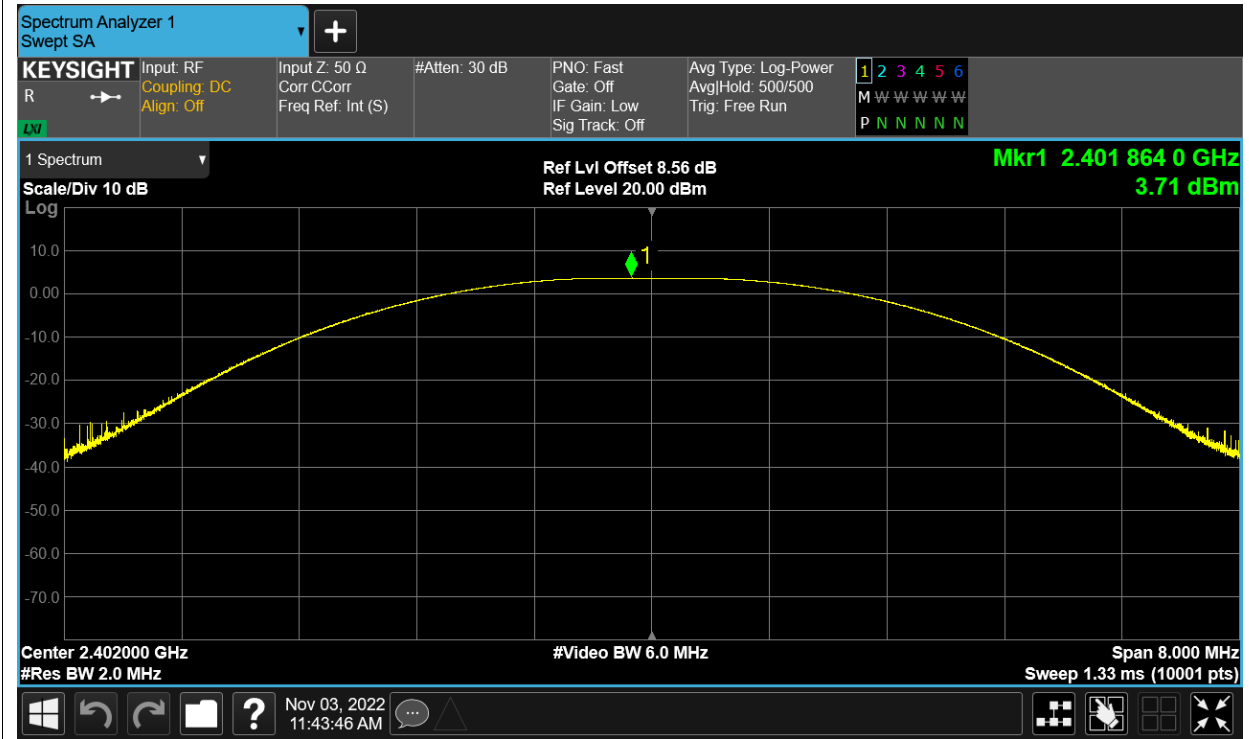 Spectrum Analyzer 1
Swept SA
KEYSIGHT
R
LXI
Input: RF
Coupling: DC
Align: Off
Input Z: 50 Ω
Corr CCorr
Freq Ref: Int (S)
#Atten: 30 dB
PNO: Fast
Gate: Off
IF Gain: Low
Sig Track: Off
Avg Type: Log-Power
Avg|Hold: 500/500
Trig: Free Run
1 2 3 4 5 6
M W W W W W
P N N N N N
1 Spectrum
Scale/Div 10 dB
Ref Lvl Offset 8.56 dB
Ref Level 20.00 dBm
Mkr1 2.401 864 0 GHz
3.71 dBm
Log
1
10.0
0.00
-10.0
-20.0
-30.0
-40.0
-50.0
-60.0
-70.0
Center 2.402000 GHz
#Res BW 2.0 MHz
#Video BW 6.0 MHz
Span 8.000 MHz
Sweep 1.33 ms (10001 pts)
?
Nov 03, 2022
11:43:46 AM